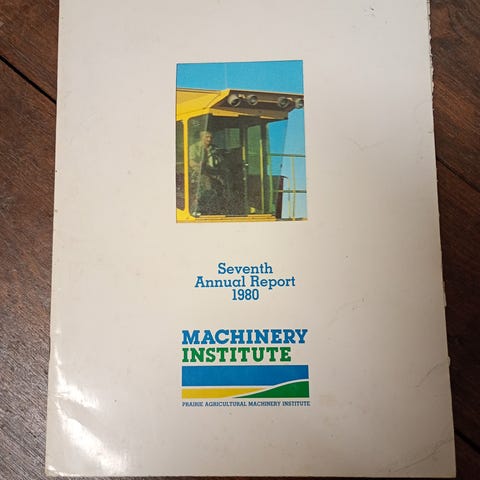 Seventh
Annual Report
1980
MACHINERY
INSTITUTE
PRAIRIE AGRICULTURAL MACHINERY INSTITUTE